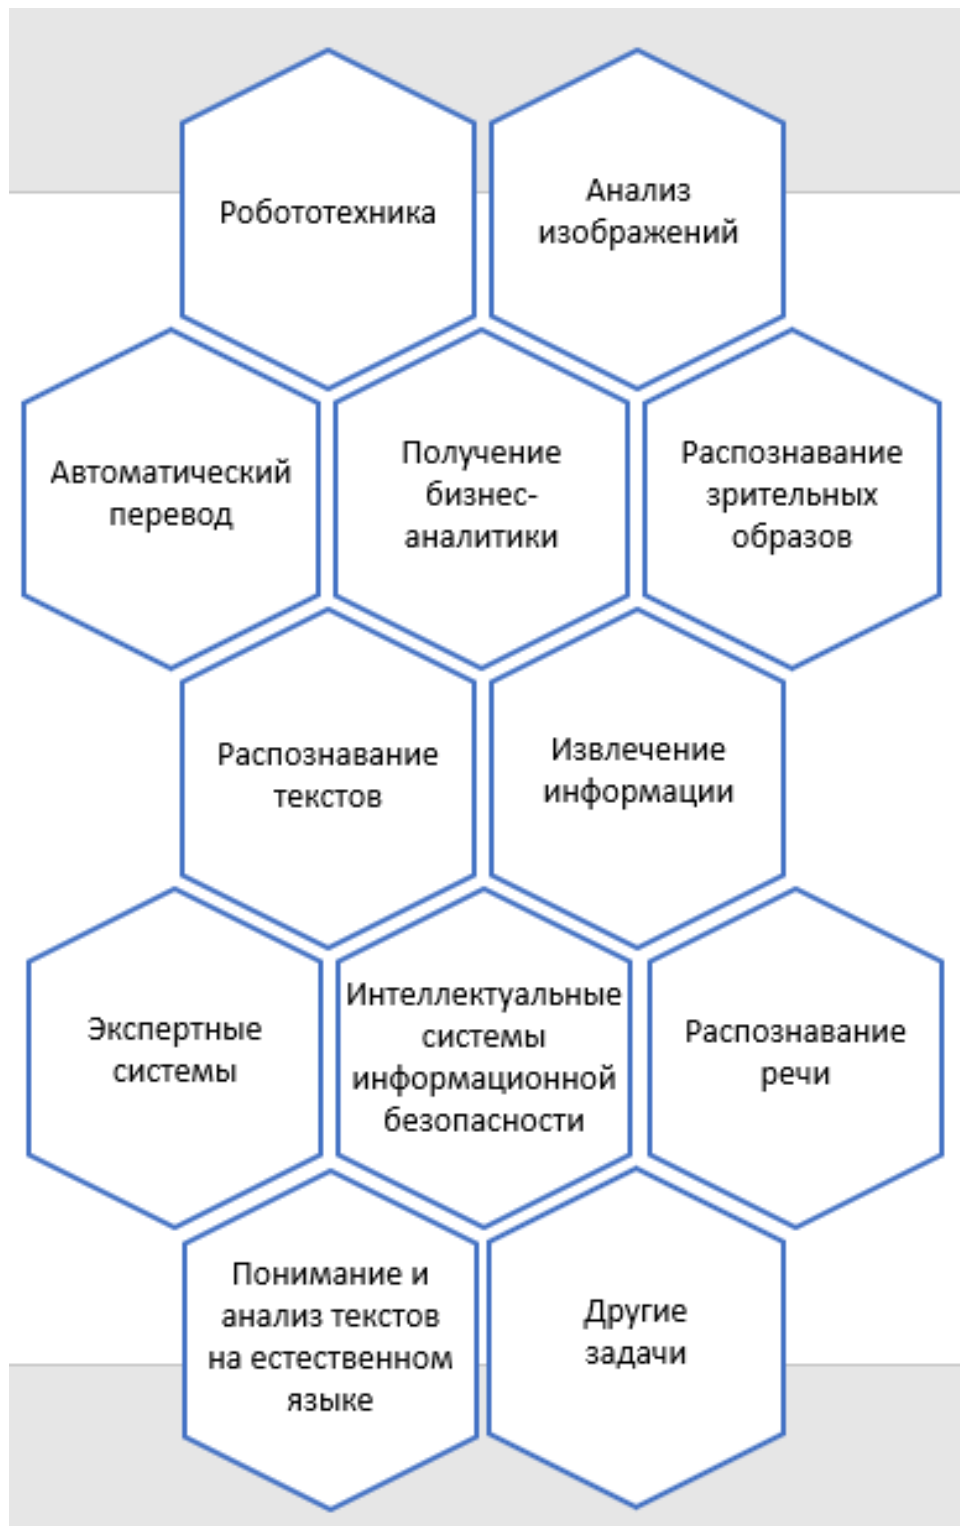 Робототехника
Анализ
изображений
Автоматический
перевод
Получение
бизнес-
аналитики
Распознавание
зрительных
образов
Распознавание
текстов
Извлечение
информации
Экспертные
системы
Интеллектуальные
системы
информационной
безопасности
Распознавание
речи
Понимание и
анализ текстов
на естественном
языке
Другие
задачи